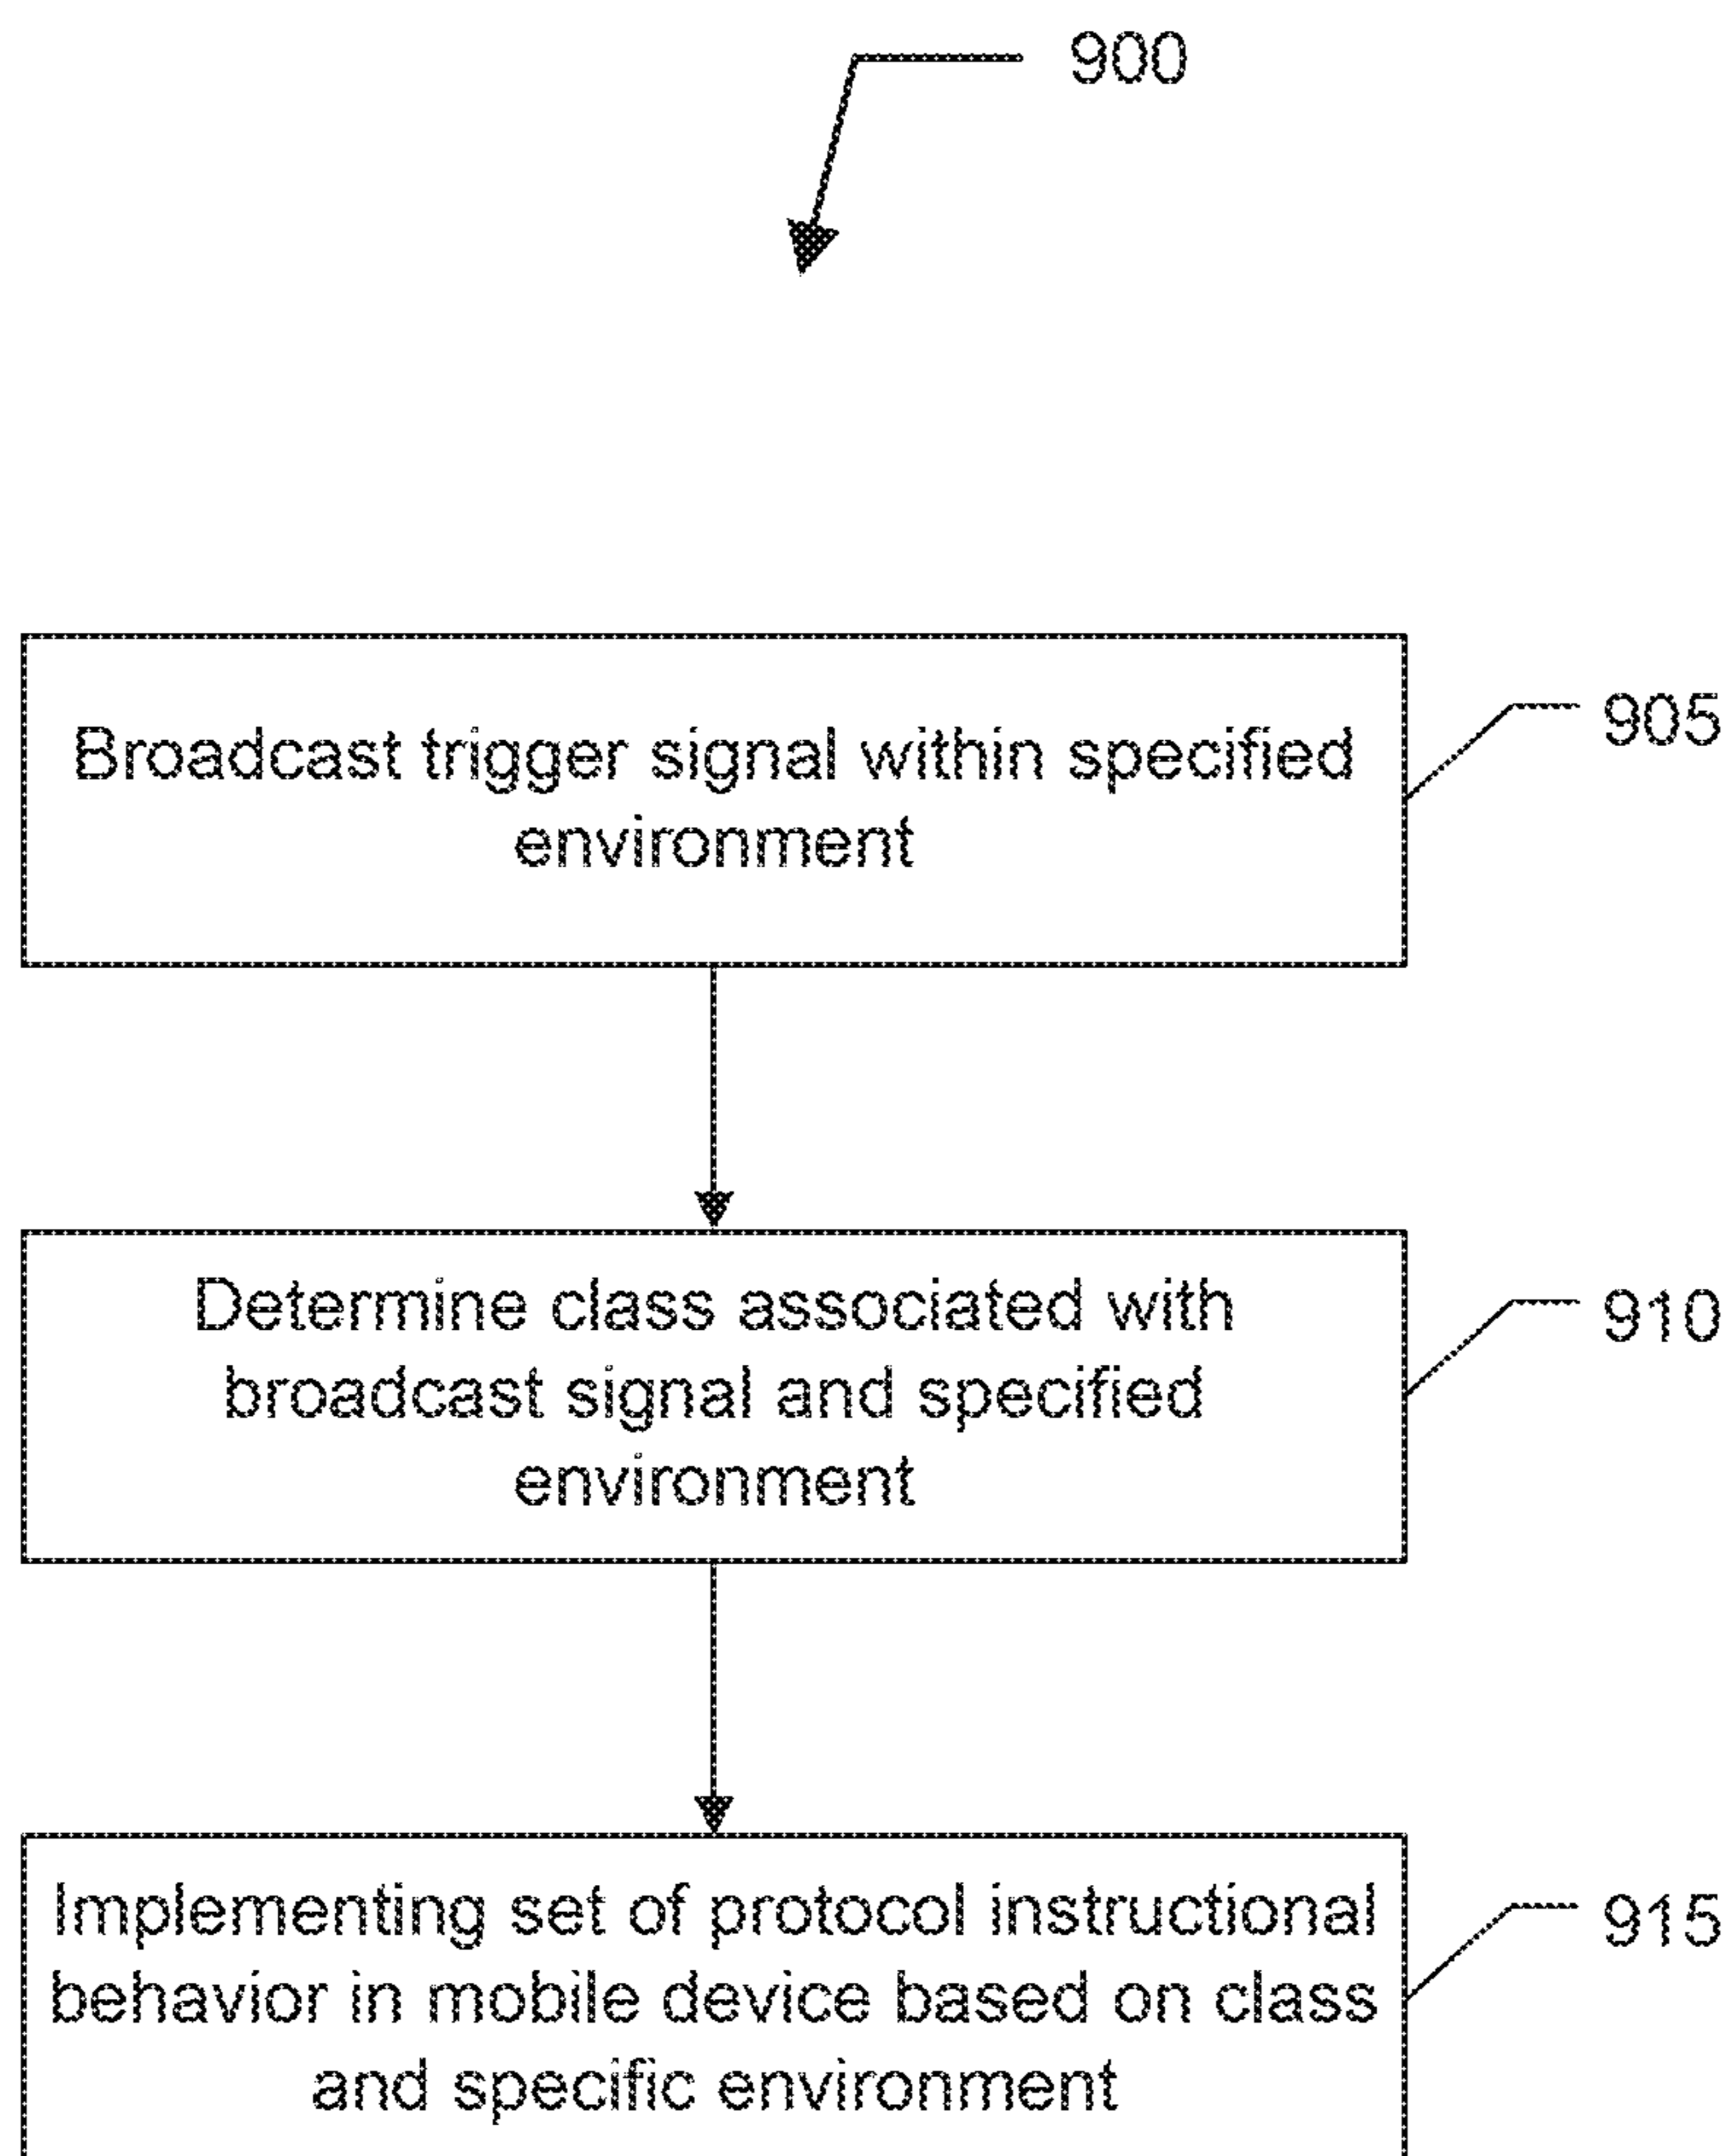 900
Broadcast trigger signal within specified
environment
905
Determine class associated with
broadcast signal and specified
environment
910
Implementing set of protocol instructional
behavior in mobile device based on class
and specific environment
915